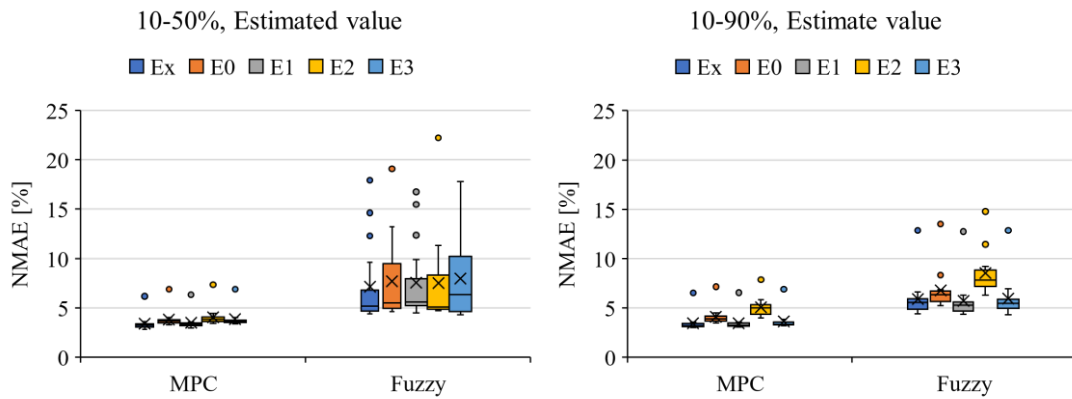 10-50%, Estimated value
Ex E0 E1 E2 E3
NMAE [%]
25
20
15
10
5
0
MPC Fuzzy
10-90%, Estimate value
Ex E0 E1 E2 E3
NMAE [%]
25
20
15
10
5
0
MPC Fuzzy